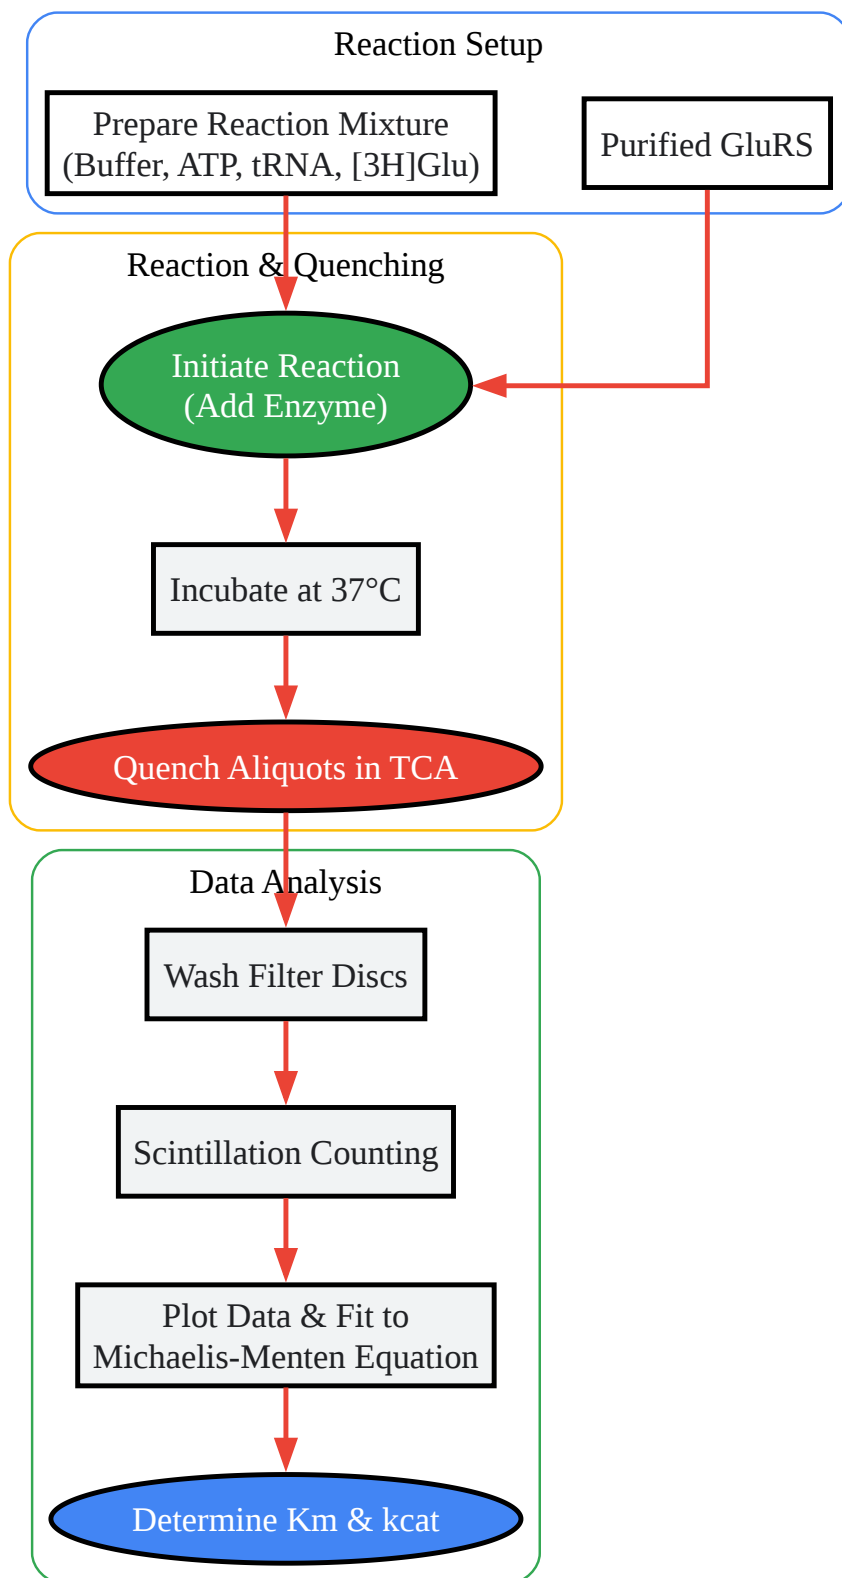 Reaction Setup
Prepare Reaction Mixture
(Buffer, ATP, tRNA, [3H]Glu)
Purified GluRS
Reaction & Quenching
Initiate Reaction
(Add Enzyme)
Incubate at 37°C
Quench Aliquots in TCA
Data Analysis
Wash Filter Discs
Scintillation Counting
Plot Data & Fit to
Michaelis-Menten Equation
Determine Km & kcat